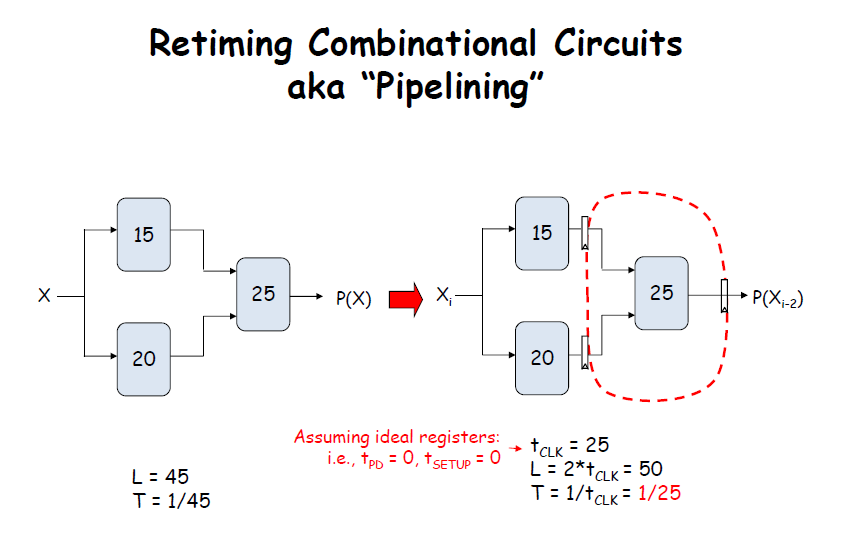 Retiming Combinational Circuits
aka “Pipelining”
15
20
X
25
P(X)
Xi
15
20
25
P(Xi-2)
Assuming ideal registers:
i.e., tPD = 0, tSETUP = 0
L = 45
T = 1/45
tCLK = 25
L = 2*tCLK = 50
T = 1/tCLK = 1/25